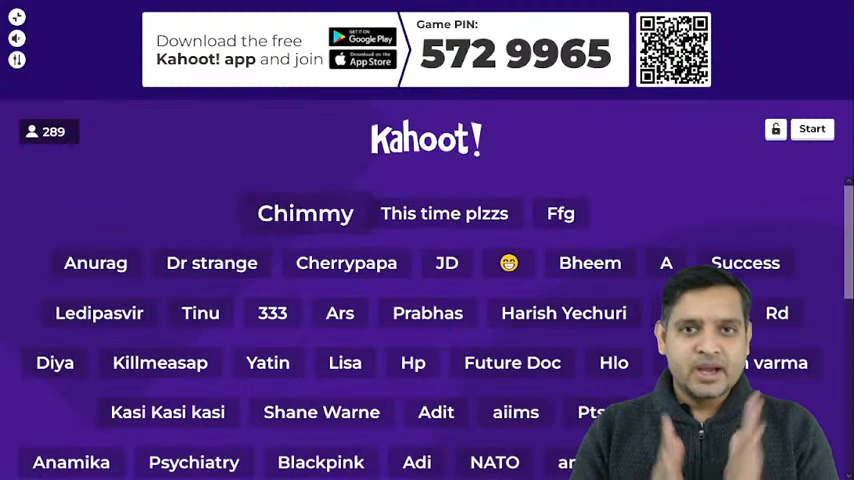 Download the free
Kahoot! app and join
GET IT ON
Google Play
Download on the
App Store
Game PIN:
572 9965
289
Kahoot!
Start
Chimmy This time plzzs Ffg
Anurag Dr strange Cherrypapa JD 😁 Bheem A Success
Ledipasvir Tinu 333 Ars Prabhas Harish Yechuri Rd
Diya Killmeasap Yatin Lisa Hp Future Doc Hlo varma
Kasi Kasi kasi Shane Warne Adit aiims Pts
Anamika Psychiatry Blackpink Adi NATO